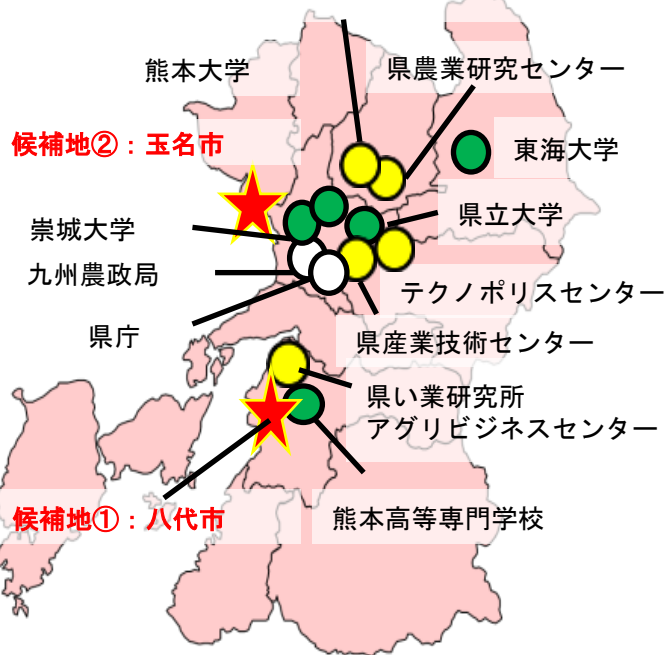 熊本大学
県農業研究センター
候補地②：玉名市
東海大学
県立大学
崇城大学
九州農政局
テクノポリスセンター
県庁
県産業技術センター
県い業研究所
アグリビジネスセンター
候補地①：八代市
熊本高等専門学校